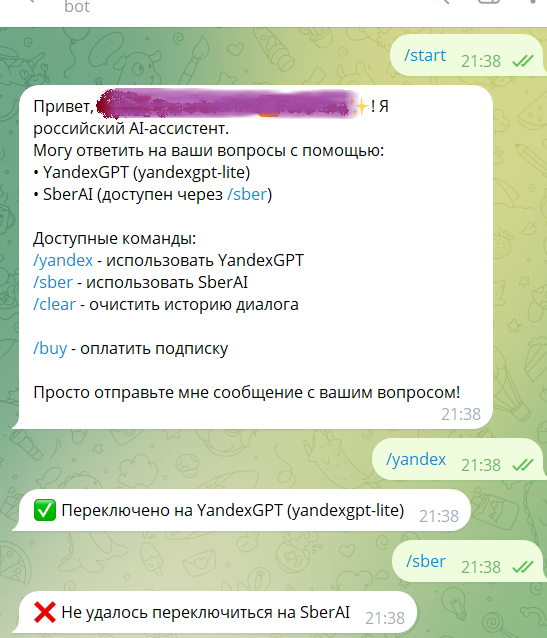 bot
/start 21:38
Привет, ✨! Я
российский AI-ассистент.
Могу ответить на ваши вопросы с помощью:
• YandexGPT (yandexgpt-lite)
• SberAI (доступен через /sber)
Доступные команды:
/yandex - использовать YandexGPT
/sber - использовать SberAI
/clear - очистить историю диалога
/buy - оплатить подписку
Просто отправьте мне сообщение с вашим вопросом!
21:38
/yandex 21:38
✅ Переключено на YandexGPT (yandexgpt-lite) 21:38
/sber 21:38
❌ Не удалось переключиться на SberAI 21:38